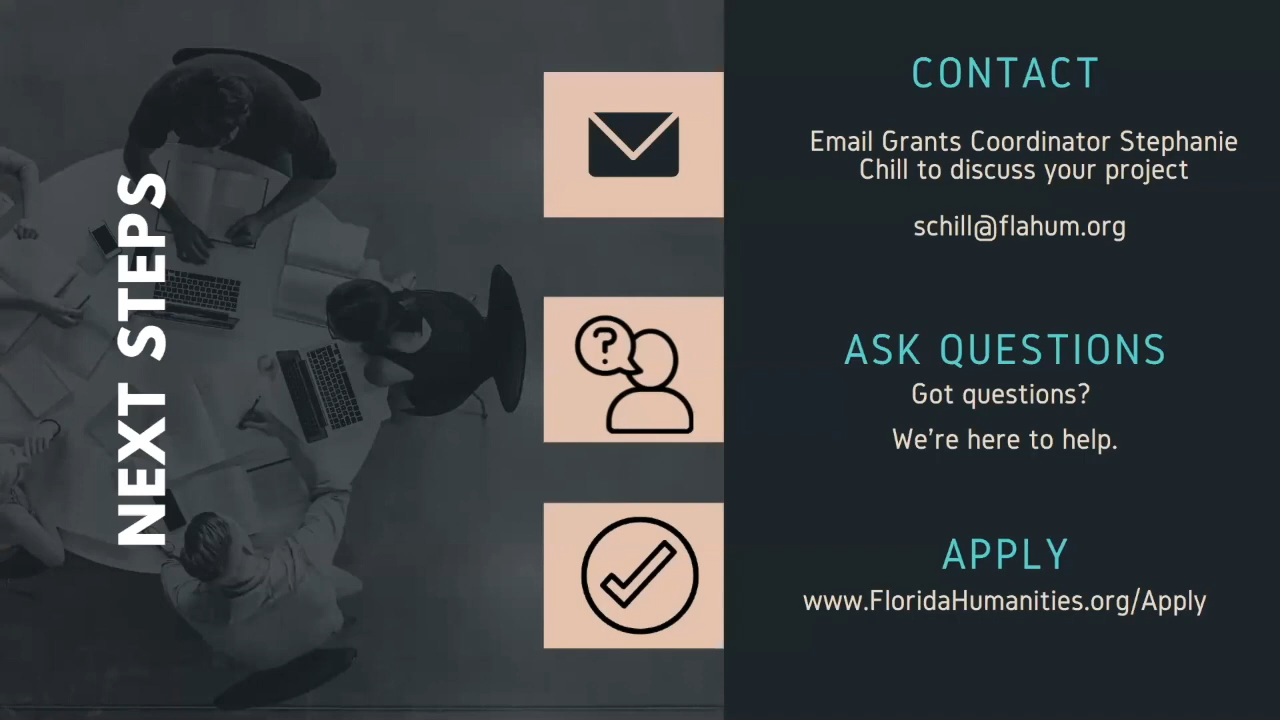 NEXT STEPS
CONTACT
Email Grants Coordinator Stephanie
Chill to discuss your project
schill@flahum.org
?
ASK QUESTIONS
Got questions?
We’re here to help.
APPLY
www.FloridaHumanities.org/Apply